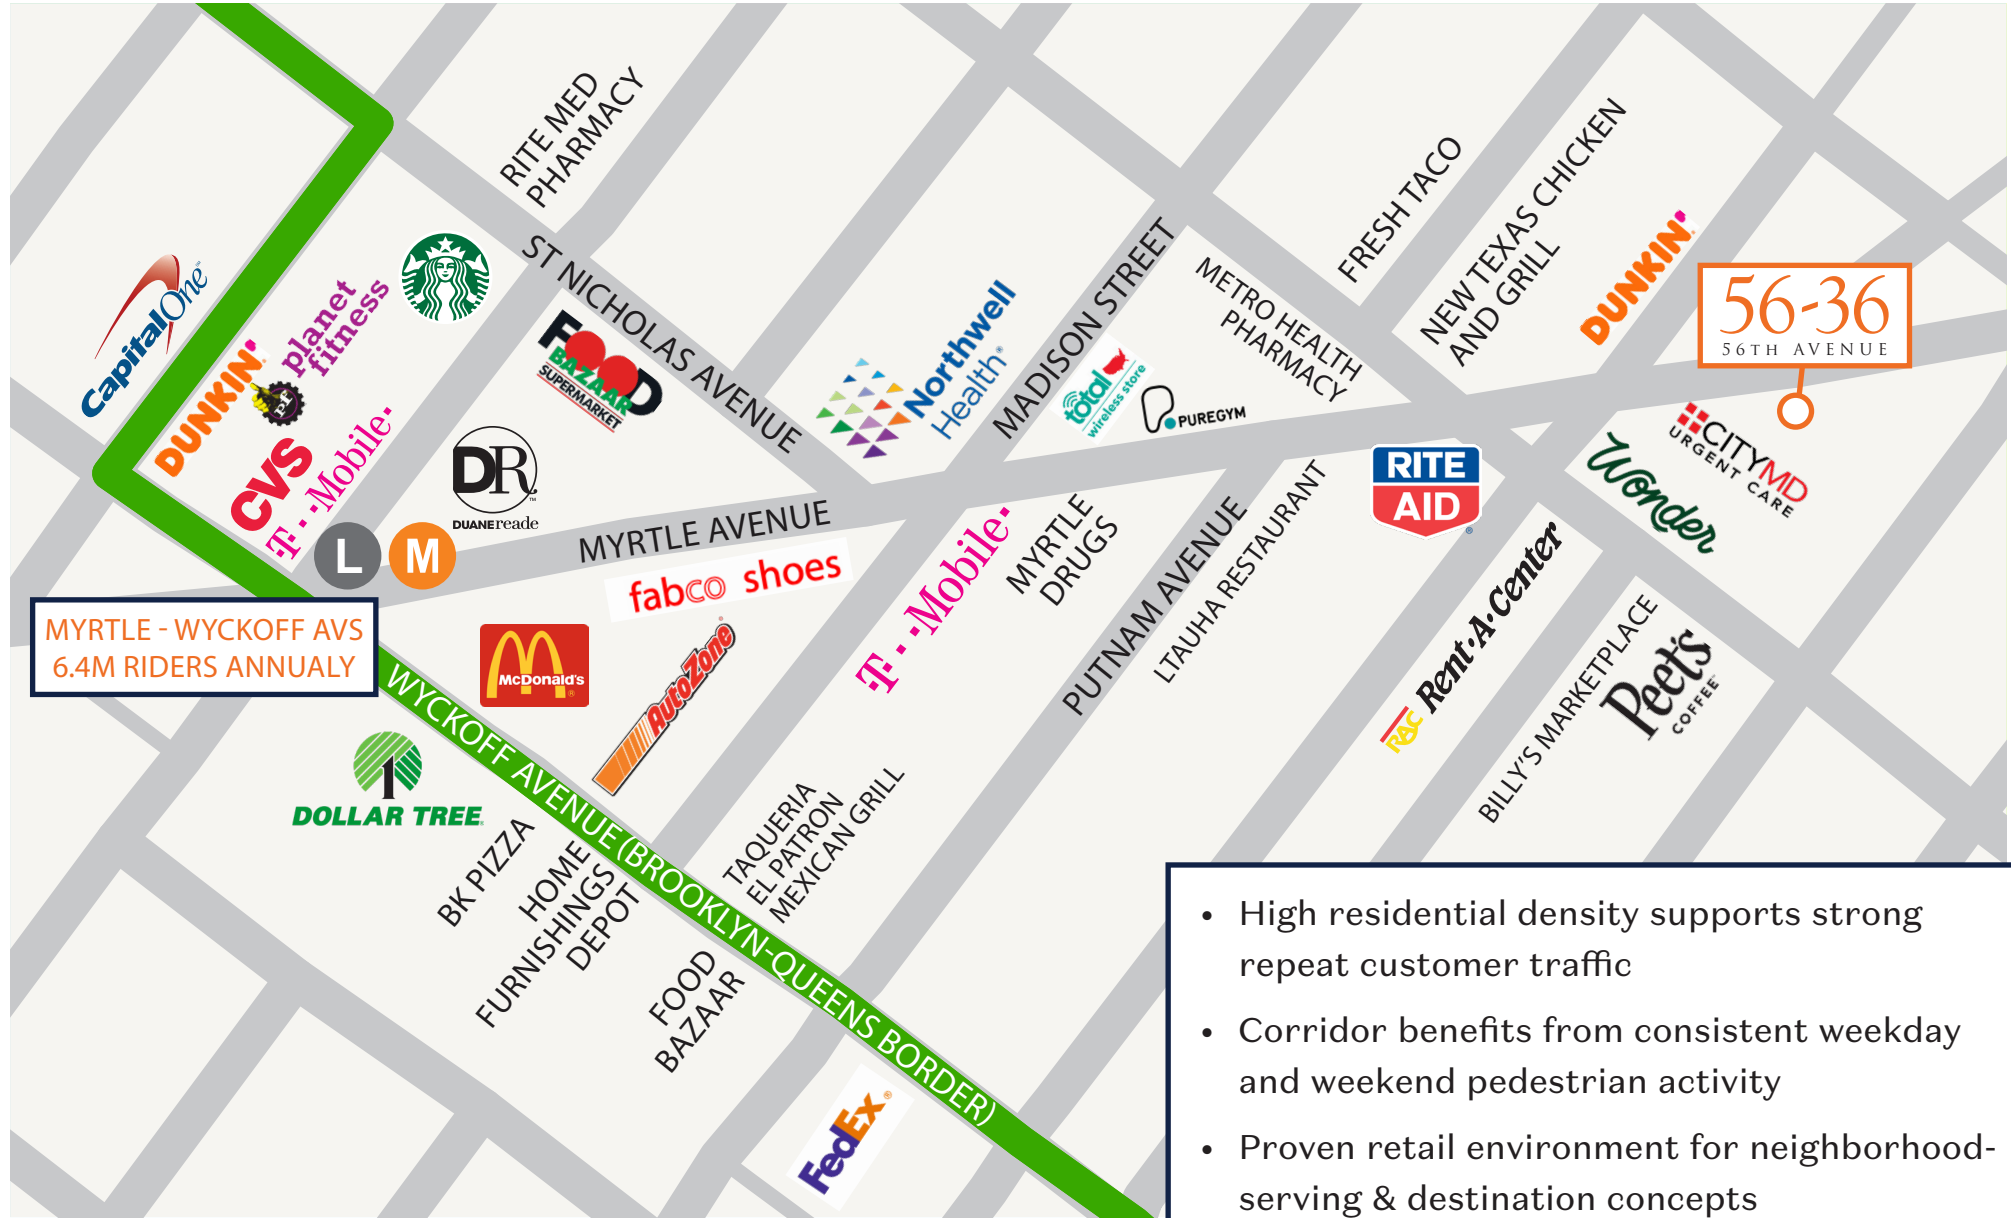 RITE MED
PHARMACY
CapitalOne™
DUNKIN'
planet
fitness
PF
CVS
T··Mobile·
L
M
DR
DUANEreade
ST NICHOLAS AVENUE
FOOD
BAZAAR
SUPERMARKET
Northwell
Health®
MADISON STREET
total
wireless store
PUREGYM
METRO HEALTH
PHARMACY
FRESH TACO
NEW TEXAS CHICKEN
AND GRILL
DUNKIN'
56-36
56TH AVENUE
CITYMD
URGENT CARE
Wonder
RITE
AID
MYRTLE AVENUE
fabco shoes
T··Mobile·
MYRTLE
DRUGS
PUTNAM AVENUE
LTAUHA RESTAURANT
RAC Rent·A·Center
BILLY'S MARKETPLACE
Peet's
COFFEE
MYRTLE - WYCKOFF AVS
6.4M RIDERS ANNUALY
McDonald's
AutoZone
WYCKOFF AVENUE (BROOKLYN-QUEENS BORDER)
1
DOLLAR TREE
BK PIZZA
HOME
FURNISHINGS
DEPOT
TAQUERIA
EL PATRON
MEXICAN GRILL
FOOD
BAZAAR
FedEx®
• High residential density supports strong
repeat customer traffic
• Corridor benefits from consistent weekday
and weekend pedestrian activity
• Proven retail environment for neighborhood-
serving & destination concepts